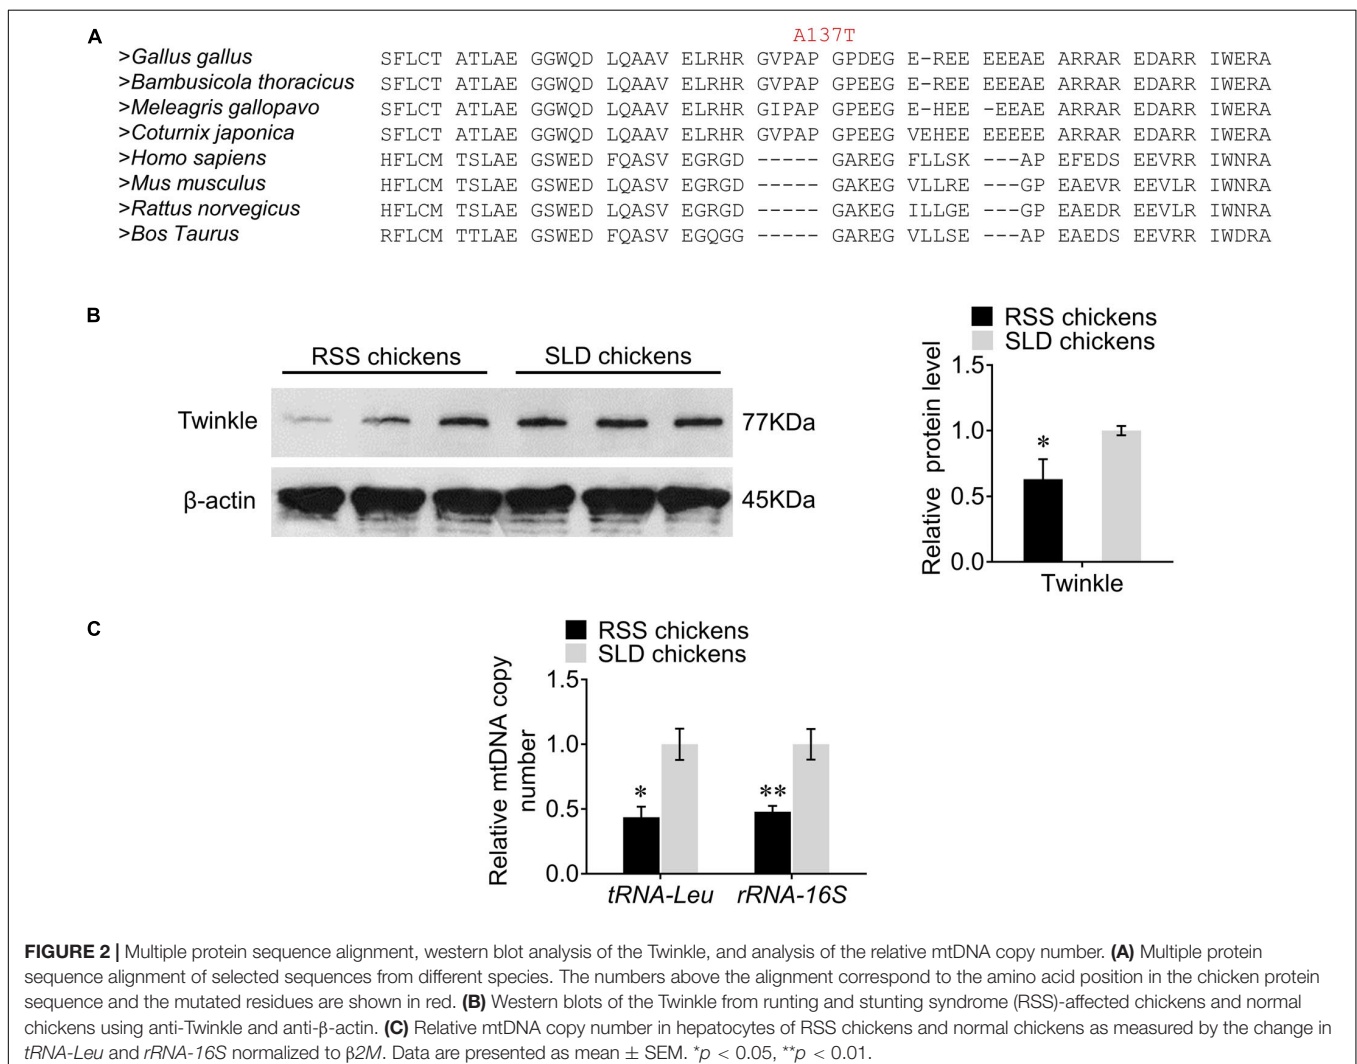 A
A137T
>Gallus gallus SFLCT ATLAE GGWQD LQAAV ELRHR GVPAP GPDEG E-REE EEEAE ARRAR EDARR IWERA
>Bambusicola thoracicus SFLCT ATLAE GGWQD LQAAV ELRHR GVPAP GPEEG E-REE EEEAE ARRAR EDARR IWERA
>Meleagris gallopavo SFLCT ATLAE GGWQD LQAAV ELRHR GIPAP GPEEG E-HEE -EEAE ARRAR EDARR IWERA
>Coturnix japonica SFLCT ATLAE GGWQD LQAAV ELRHR GVPAP GPEEG VEHEE EEEEE ARRAR EDARR IWERA
>Homo sapiens HFLCM TSLAE GSWED FQASV EGRGD ----- GAREG FLLSK ---AP EFEDS EEVRR IWNRA
>Mus musculus HFLCM TSLAE GSWED LQASV EGRGD ----- GAKEG VLLRE ---GP EAEVR EEVLR IWNRA
>Rattus norvegicus HFLCM TSLAE GSWED LQASV EGRGD ----- GAKEG ILLGE ---GP EAEDR EEVLR IWNRA
>Bos Taurus RFLCM TTLAE GSWED FQASV EGQGG ----- GAREG VLLSE ---AP EAEDS EEVRR IWDRA
B
RSS chickens SLD chickens
Twinkle 77KDa
β-actin 45KDa
RSS chickens
SLD chickens
Relative protein level
1.5
1.0
0.5
0.0
*
Twinkle
C
RSS chickens
SLD chickens
Relative mtDNA copy
number
1.5
1.0
0.5
0.0
* **
tRNA-Leu rRNA-16S
FIGURE 2 | Multiple protein sequence alignment, western blot analysis of the Twinkle, and analysis of the relative mtDNA copy number. (A) Multiple protein
sequence alignment of selected sequences from different species. The numbers above the alignment correspond to the amino acid position in the chicken protein
sequence and the mutated residues are shown in red. (B) Western blots of the Twinkle from runting and stunting syndrome (RSS)-affected chickens and normal
chickens using anti-Twinkle and anti-β-actin. (C) Relative mtDNA copy number in hepatocytes of RSS chickens and normal chickens as measured by the change in
tRNA-Leu and rRNA-16S normalized to β2M. Data are presented as mean ± SEM. *p < 0.05, **p < 0.01.